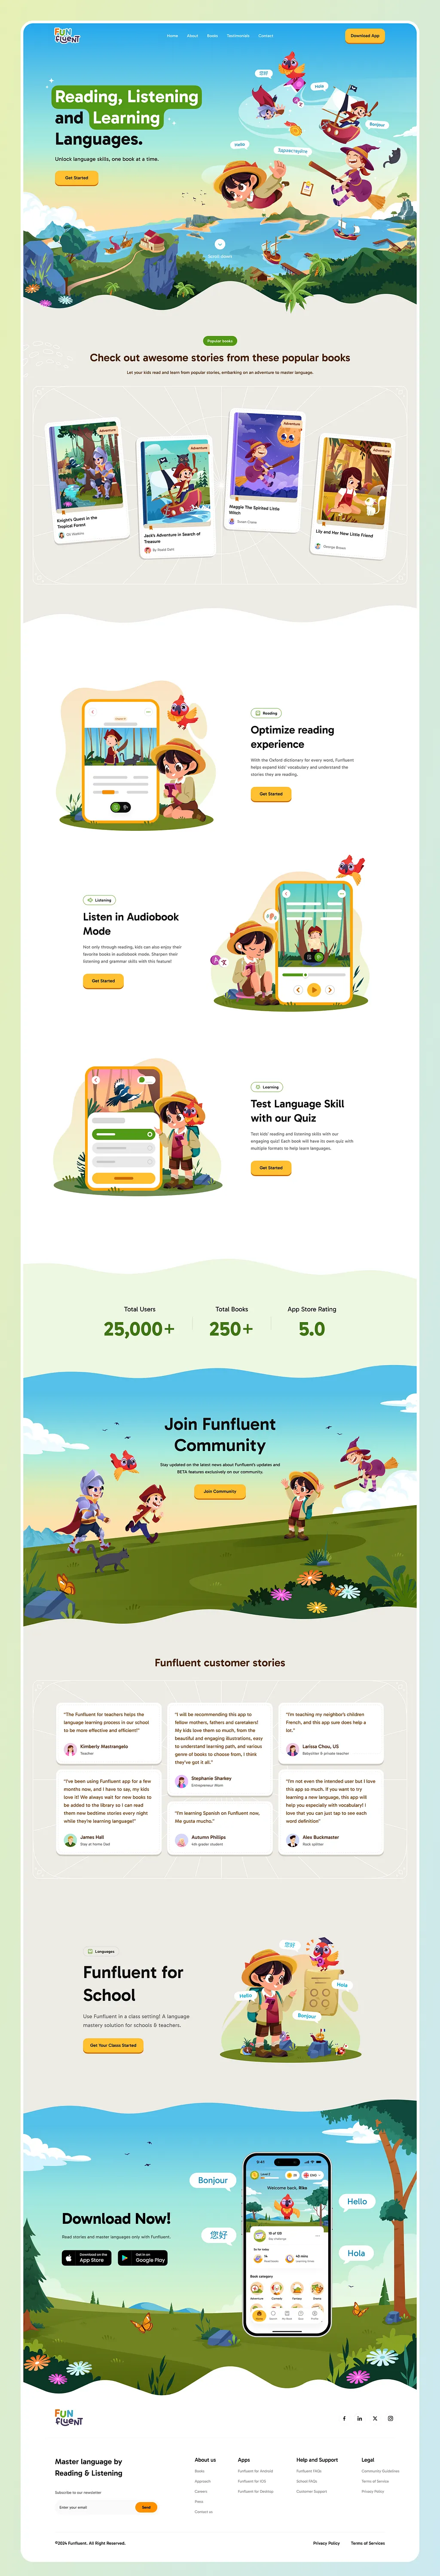 FUN
fluent
Home About Books Testimonials Contact
Download App
Reading, Listening
and Learning
Languages.
Unlock language skills, one book at a time.
Get Started
您好
Hola
Bonjour
Hello
Scroll down
Popular books
Check out awesome stories from these popular books
Let your kids read and learn from popular stories, embarking on an adventure to master language.
Adventure
Knight's Quest in the
Tropical Forest
Adventure
Jack's Adventure in Search of
Treasure
By Roald Dahl
Adventure
Maggie The Spirited Little
Witch
Susan Crane
Adventure
Lily and Her New Little Friend
George Brown
Reading
Optimize reading
experience
With the Oxford dictionary for every word, Funfluent
helps expand kids' vocabulary and understand the
stories they are reading.
Get Started
Listening
Listen in Audiobook
Mode
Not only through reading, kids can also enjoy their
favorite books in audiobook mode. Sharpen their
listening and grammar skills with this feature!
Get Started
Learning
Test Language Skill
with our Quiz
Test kids' reading and listening skills with our
engaging quiz! Each book will have its own quiz with
multiple formats to help learn languages.
Get Started
Total Users
25,000+
Total Books
250+
App Store Rating
5.0
Join Funfluent
Community
Stay updated on the latest news about Funfluent's updates and
BETA features exclusively on our community.
Join Community
Funfluent customer stories
"The Funfluent for teachers helps the
language learning process in our school
to be more effective and efficient!"
Kimberly Mastrangelo
Teacher
"I will be recommending this app to
fellow mothers, fathers and caretakers!
My kids love them so much, from the
beautiful and engaging illustrations, easy
to understand learning path, and various
genre of books to choose from, I think
they've got it all."
Stephanie Sharkey
Entrepreneur Mom
"I'm teaching my neighbor's children
French, and this app sure does help a
lot."
Larissa Chou, US
Babysitter & private teacher
"I've been using Funfluent app for a few
months now, and I have to say, my kids
love it! We always wait for new books to
be added to the library so I can read
them new bedtime stories every night
while they're learning language!"
James Hall
Stay at home Dad
"I'm learning Spanish on Funfluent now,
Me gusta mucho."
Autumn Phillips
4th grader student
"I'm not even the intended user but I love
this app so much. If you want to try
learning a new language, this app will
help you especially with vocabulary! I
love that you can just tap to see each
word definition"
Alex Buckmaster
Languages
Funfluent for
School
Use Funfluent in a class setting! A language
mastery solution for schools & teachers.
Get Your Class Started
您好
Hola
Hello
Bonjour
Download Now!
Read stories and master languages only with Funfluent.
Download on the
App Store
Get it on
Google Play
Bonjour
您好
Hello
Hola
9:41
ENG
Welcome back, Rike
Book category
Adventure
Comedy
Fantasy
FUN
fluent
Master language by
Reading & Listening
Subscribe to our newsletter
Enter your email
Send
About us
Books
Approach
Careers
Press
Contact us
Apps
Funfluent for Android
Funfluent for iOS
Funfluent for Desktop
Help and Support
Funfluent FAQs
School FAQs
Customer Support
Legal
Community Guidelines
Terms of Service
Privacy Policy
©2024 Funfluent. All Right Reserved.
Privacy Policy Terms of Services